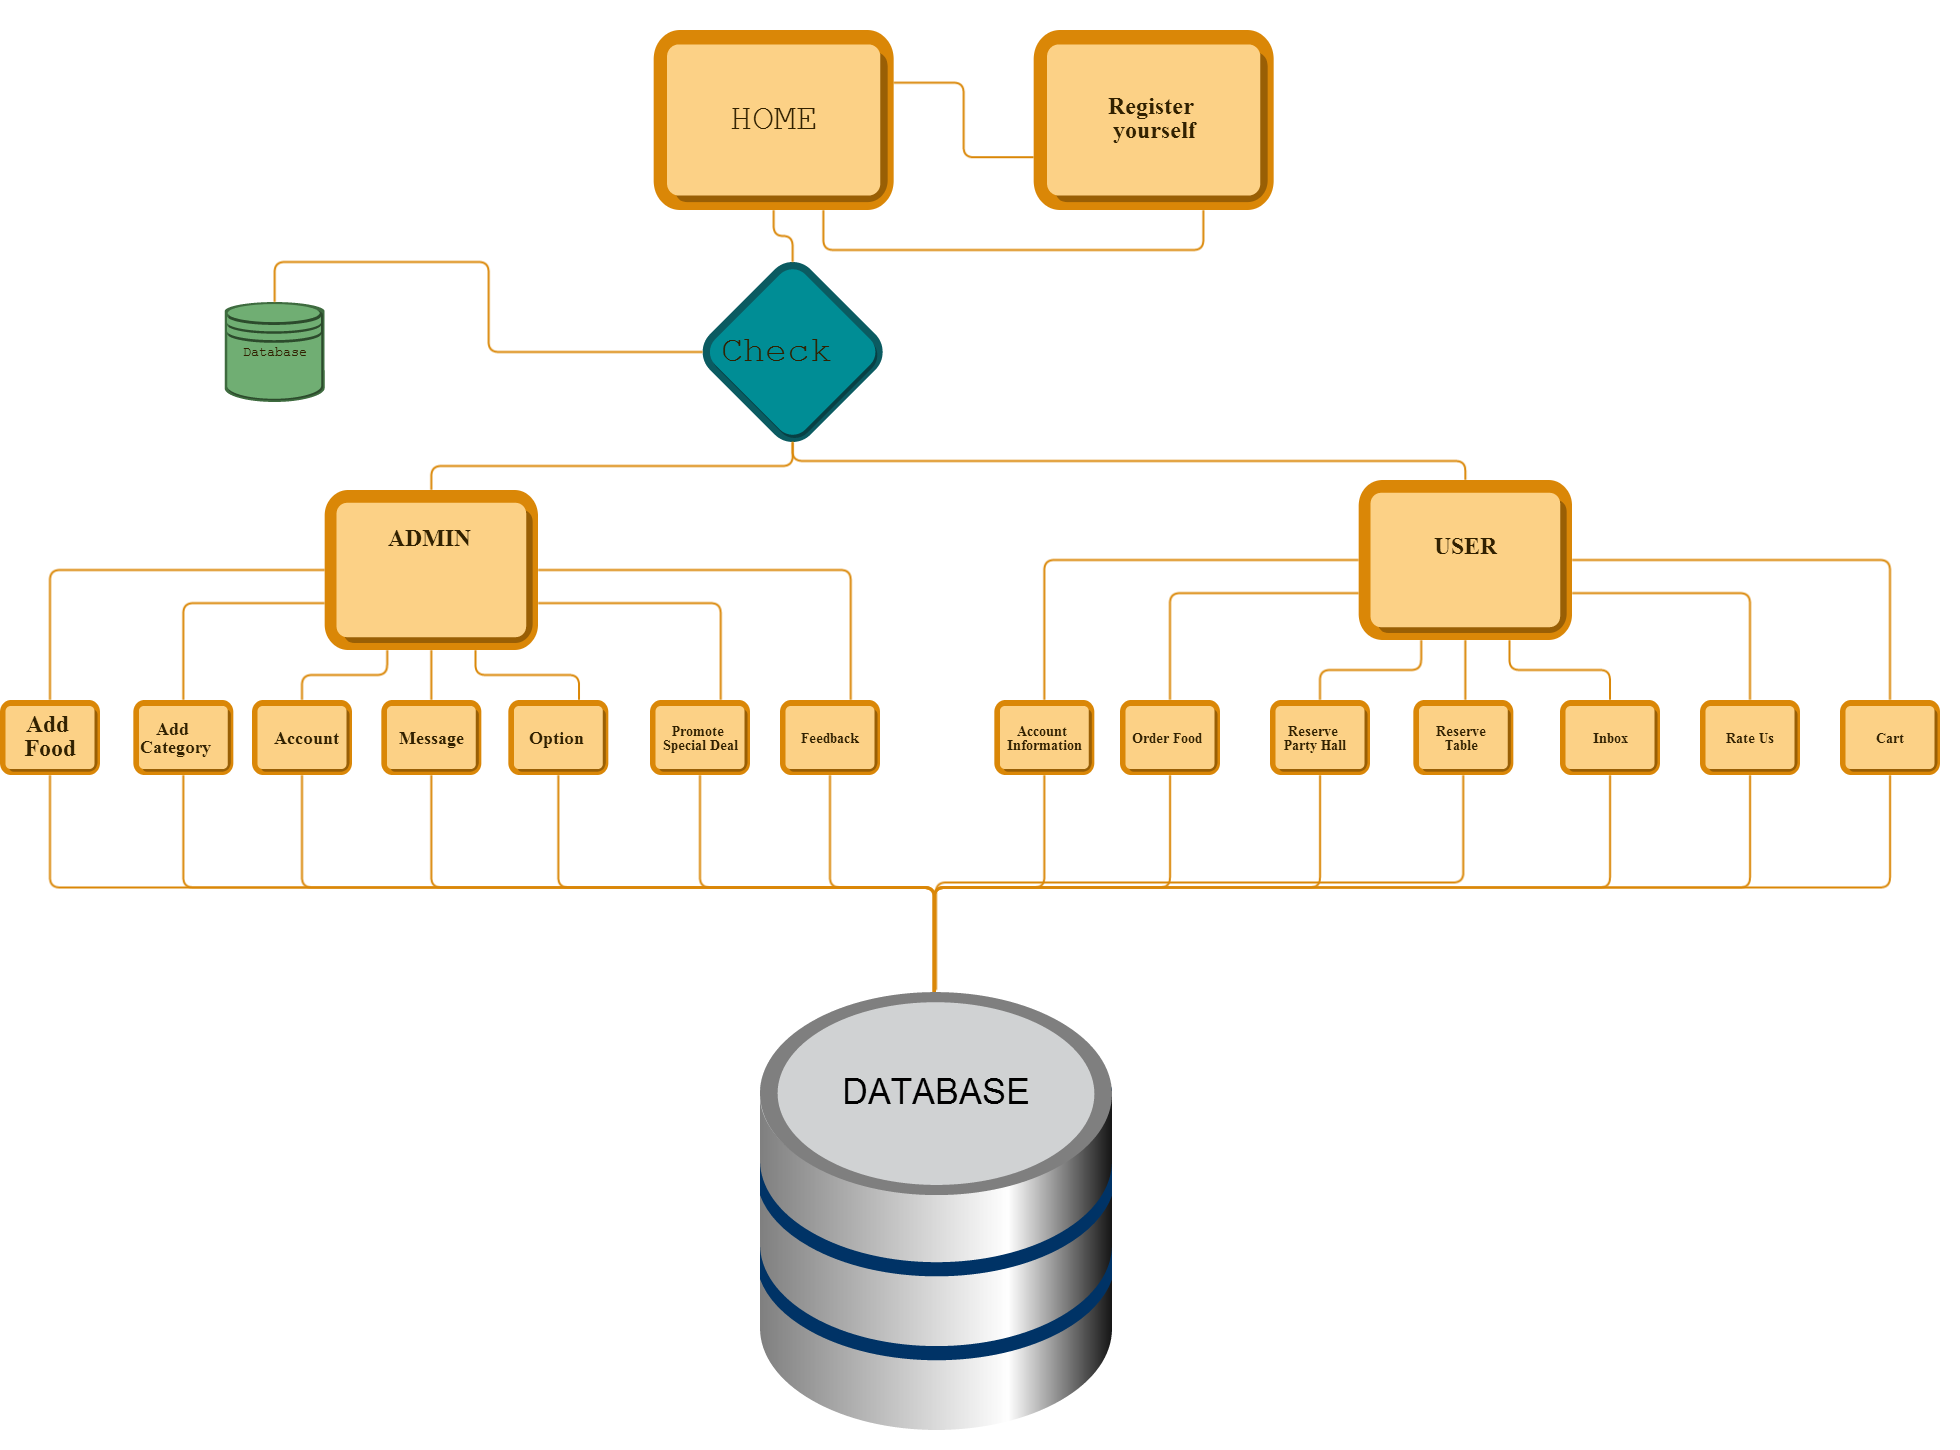 HOME
Register
yourself
Check
Database
ADMIN
USER
Add
Food
Add
Category
Account
Message
Option
Promote
Special Deal
Feedback
Account
Information
Order Food
Reserve
Party Hall
Reserve
Table
Inbox
Rate Us
Cart
DATABASE